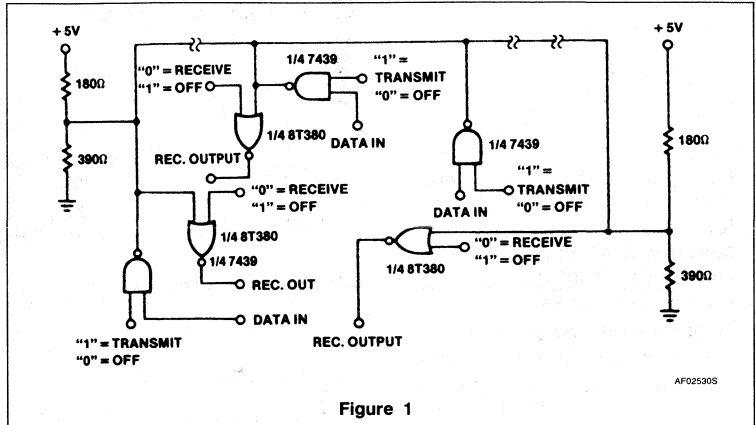 + 5V
180Ω
390Ω
"0" = RECEIVE
"1" = OFF
1/4 7439
"1" =
TRANSMIT
"0" = OFF
1/4 8T380
DATA IN
REC. OUTPUT
"0" = RECEIVE
"1" = OFF
1/4 8T380
1/4 7439
REC. OUT
DATA IN
"1" = TRANSMIT
"0" = OFF
1/4 7439
"1" =
TRANSMIT
"0" = OFF
DATA IN
"0" = RECEIVE
"1" = OFF
1/4 8T380
REC. OUTPUT
+ 5V
180Ω
390Ω
AF02530S
Figure 1